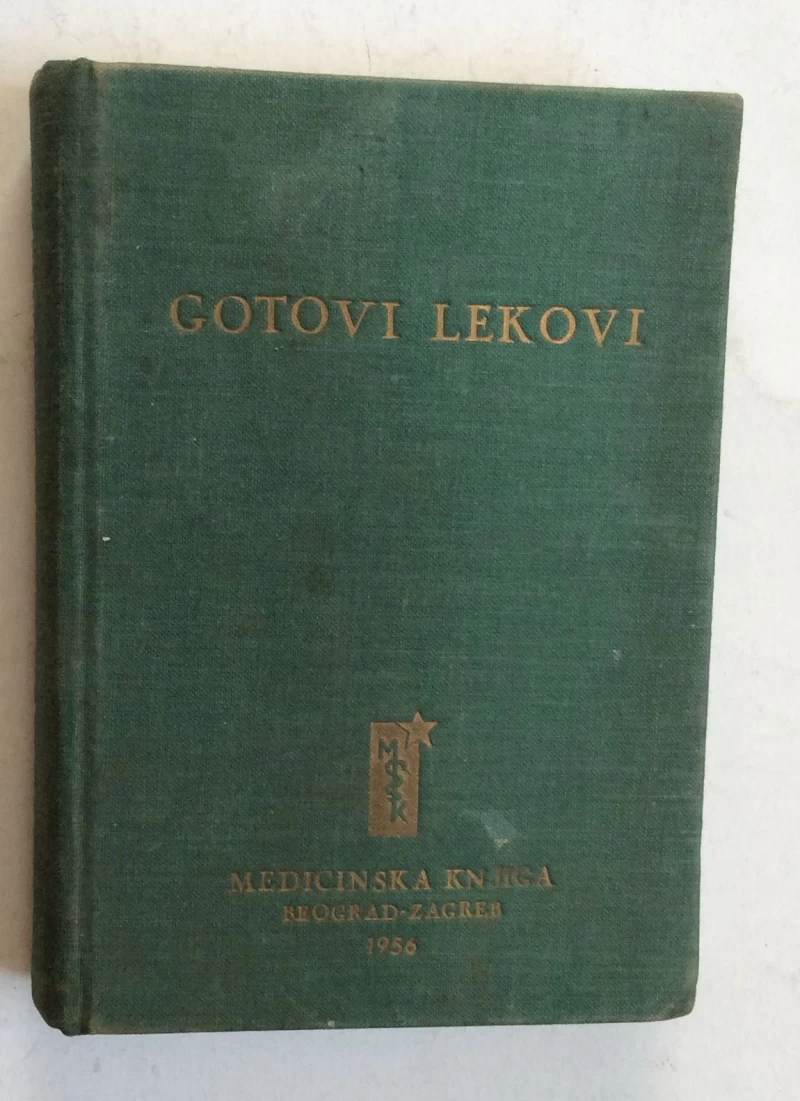 GOTOVI LEKOVI
M
K
MEDICINSKA KNJIGA
BEOGRAD-ZAGREB
1956